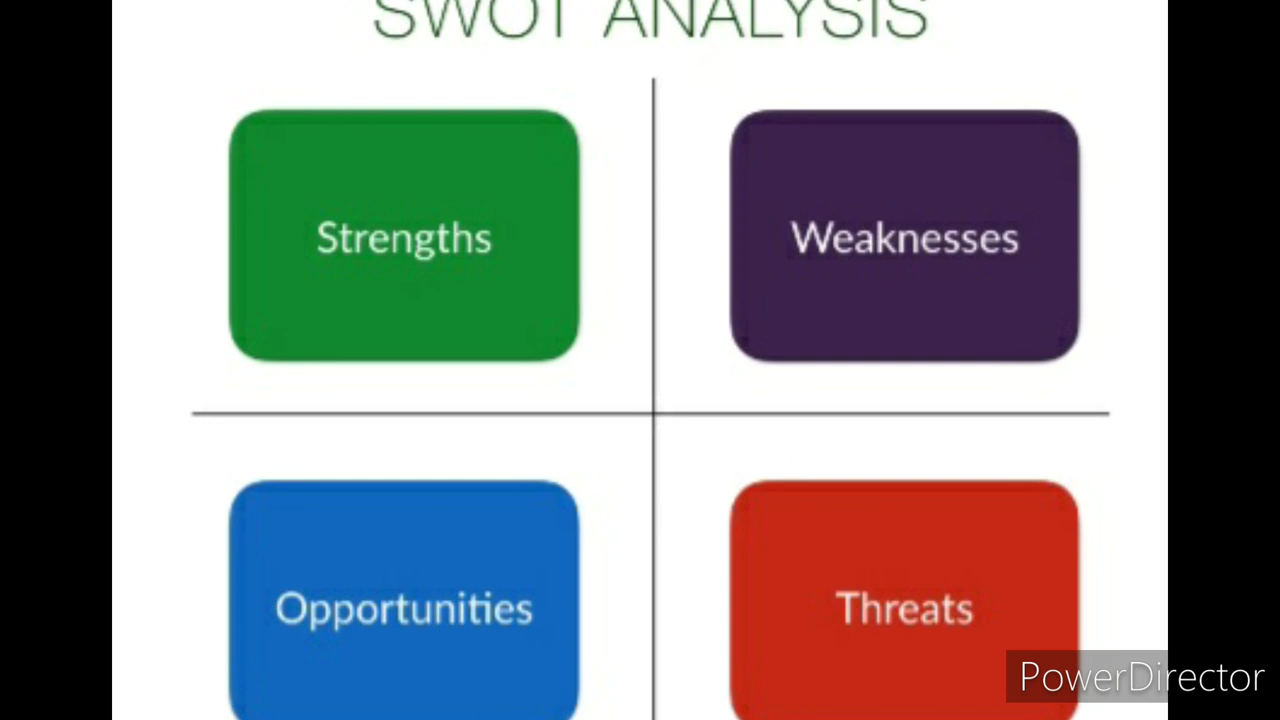 SWOT ANALYSIS
Strengths
Weaknesses
Opportunities
Threats
PowerDirector